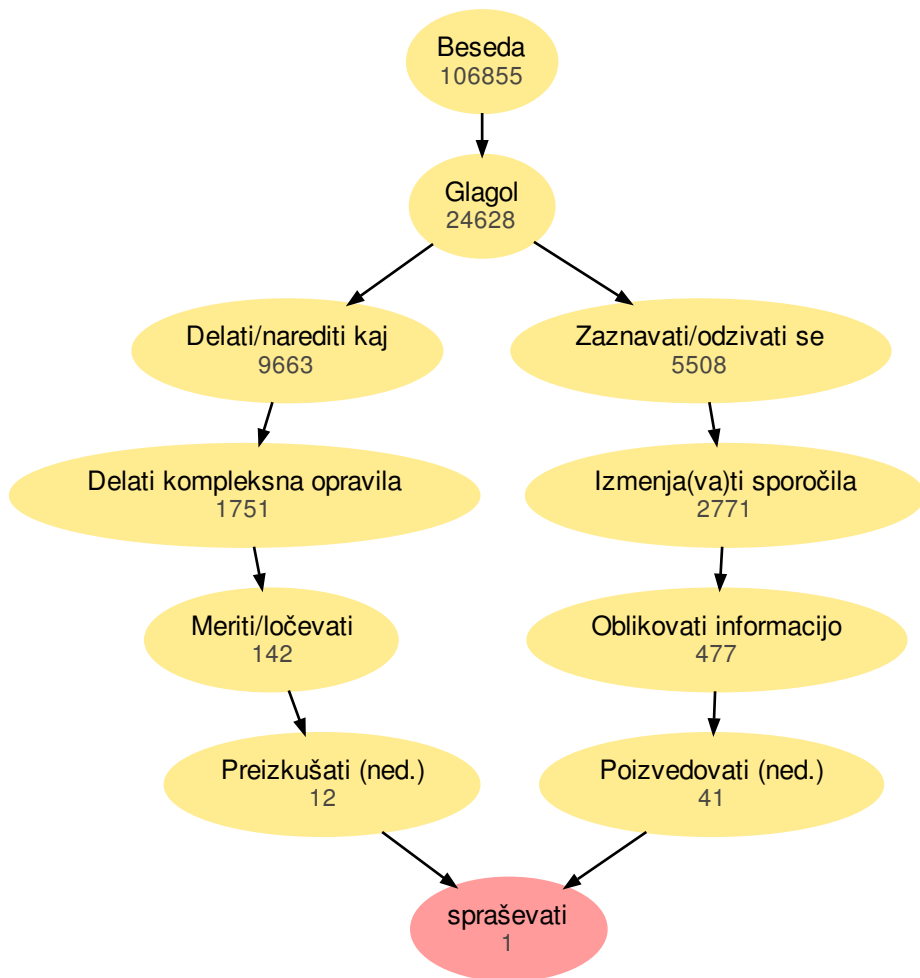 Beseda
106855
Glagol
24628
Delati/narediti kaj
9663
Zaznavati/odzivati se
5508
Delati kompleksna opravila
1751
Izmenja(va)ti sporočila
2771
Meriti/ločevati
142
Oblikovati informacijo
477
Preizkušati (ned.)
12
Poizvedovati (ned.)
41
spraševati
1